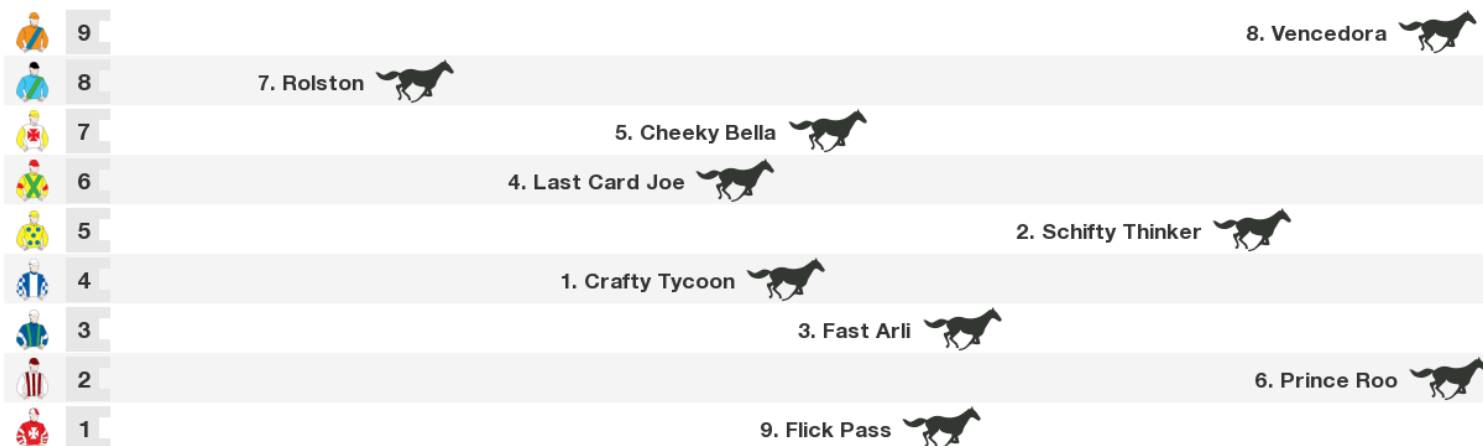 9 8. Vencedora
8 7. Rolston
7 5. Cheeky Bella
6 4. Last Card Joe
5 2. Schifty Thinker
4 1. Crafty Tycoon
3 3. Fast Arli
2 6. Prince Roo
1 9. Flick Pass